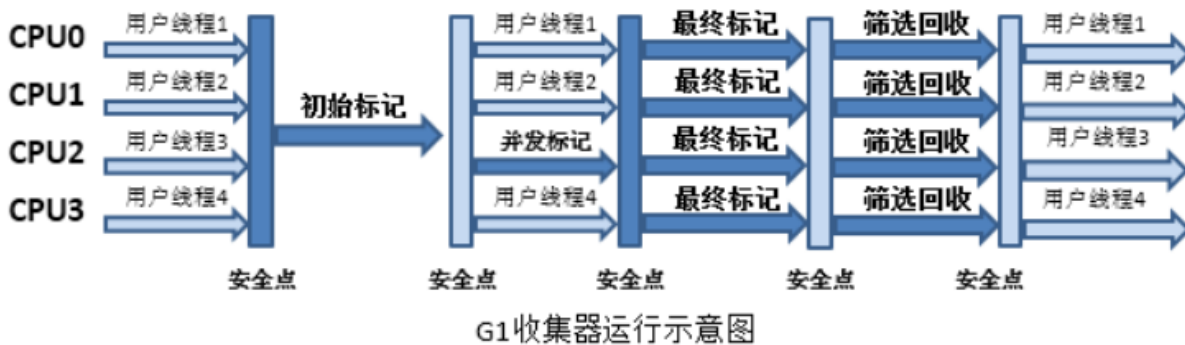 CPU0 用户线程1 用户线程1 最终标记 筛选回收 用户线程1
CPU1 用户线程2 初始标记 用户线程2 最终标记 筛选回收 用户线程2
CPU2 用户线程3 并发标记 最终标记 筛选回收 用户线程3
CPU3 用户线程4 用户线程4 最终标记 筛选回收 用户线程4
安全点 安全点 安全点 安全点 安全点
G1收集器运行示意图